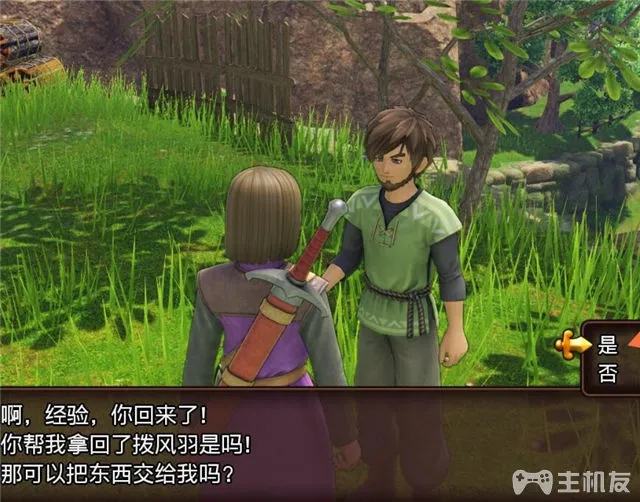 是
否
啊，经验，你回来了！
你帮我拿回了拨风羽是吗！
那可以把东西交给我吗？
主机友